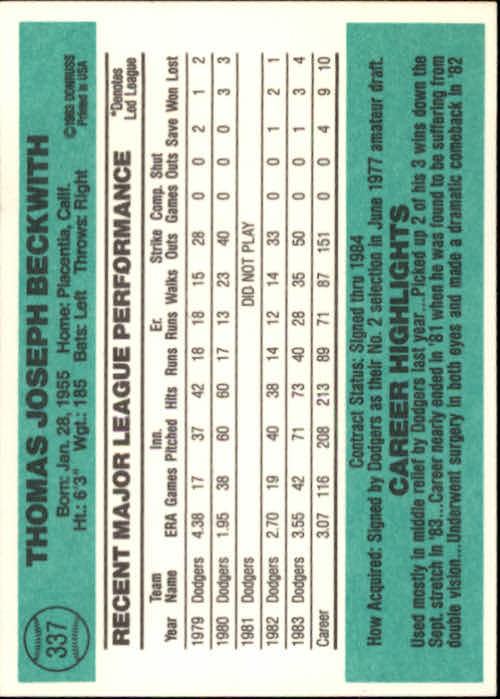 337
THOMAS JOSEPH BECKWITH
Born: Jan. 28, 1955 Home: Placentia, Calif.
Ht.: 6'3" Wgt.: 185 Bats: Left Throws: Right
© 1983 DONRUSS
Printed in USA
RECENT MAJOR LEAGUE PERFORMANCE
*Denotes
Led League
Team Inn. Er. Strike Comp. Shut
Year Name ERA Games Pitched Hits Runs Runs Walks Outs Games Outs Save Won Lost
1979 Dodgers 4.38 17 37 42 18 18 15 28 0 0 2 1 2
1980 Dodgers 1.95 38 60 60 17 13 23 40 0 0 0 3 3
1981 Dodgers DID NOT PLAY
1982 Dodgers 2.70 19 40 38 14 12 14 33 0 0 1 2 1
1983 Dodgers 3.55 42 71 73 40 28 35 50 0 0 1 3 4
Career 3.07 116 208 213 89 71 87 151 0 0 4 9 10
Contract Status: Signed thru 1984
How Acquired: Signed by Dodgers as their No. 2 selection in June 1977 amateur draft.
CAREER HIGHLIGHTS
Used mostly in middle relief by Dodgers last year...Picked up 2 of his 3 wins down the
Sept. stretch in '83...Career nearly ended in '81 when he was found to be suffering from
double vision...Underwent surgery in both eyes and made a dramatic comeback in '82